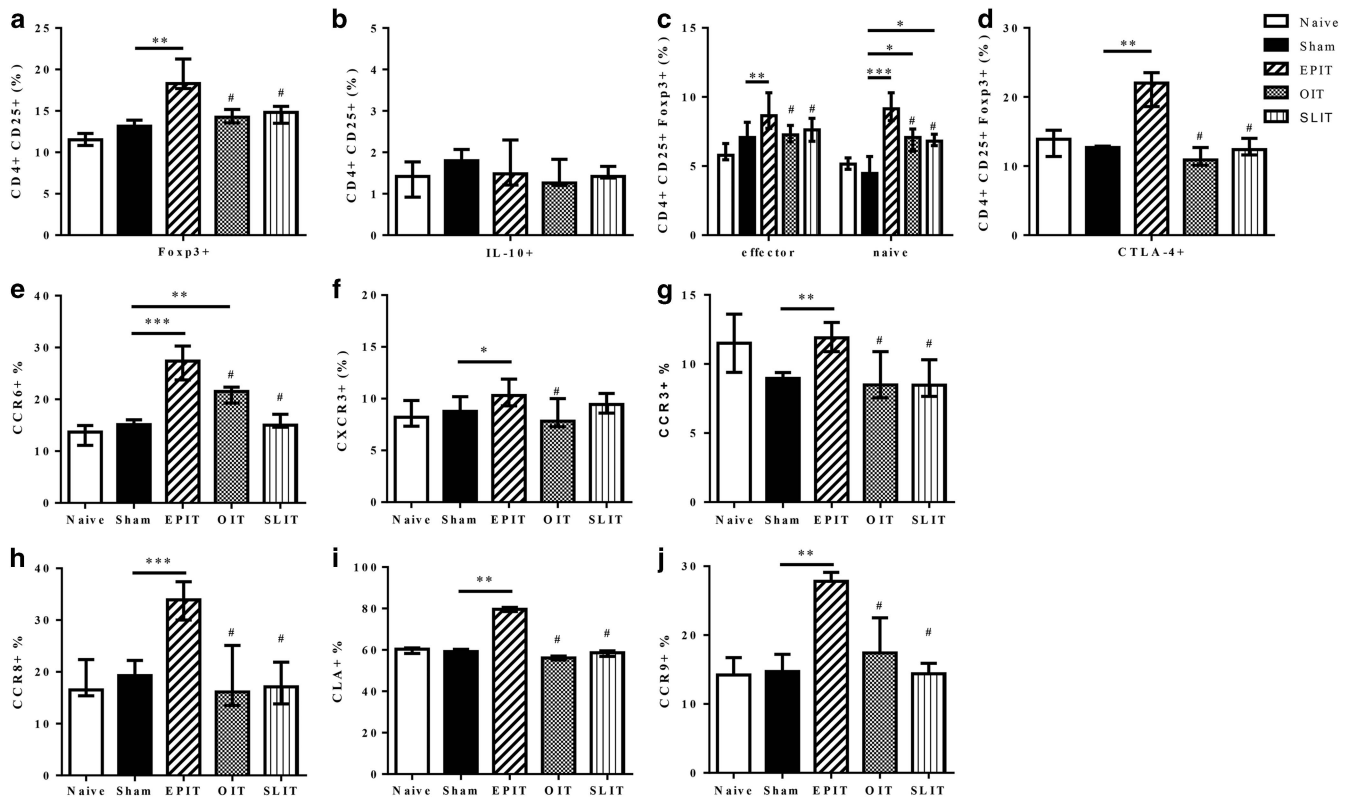 a
CD4+ CD25+ (%)
25
20
15
10
5
0
**
#
#
Foxp3+
b
CD4+ CD25+ (%)
5
4
3
2
1
0
IL-10+
c
CD4+ CD25+ Foxp3+ (%)
15
10
5
0
**
#
#
***
*
*
#
#
effector
naive
d
CD4+ CD25+ Foxp3+ (%)
30
20
10
0
**
#
#
CTLA-4+
Naive
Sham
EPIT
OIT
SLIT
e
CCR6+ %
40
30
20
10
0
**
***
#
#
Naive Sham EPIT OIT SLIT
f
CXCR3+ (%)
20
15
10
5
0
*
#
Naive Sham EPIT OIT SLIT
g
CCR3+ %
15
10
5
0
**
#
#
Naive Sham EPIT OIT SLIT
h
CCR8+ %
40
30
20
10
0
***
#
#
Naive Sham EPIT OIT SLIT
i
CLA+ %
100
80
60
40
20
0
**
#
#
Naive Sham EPIT OIT SLIT
j
CCR9+ %
30
20
10
0
**
#
#
Naive Sham EPIT OIT SLIT